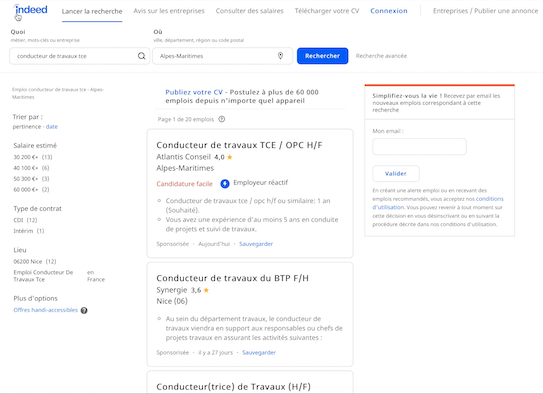 indeed
Lancer la recherche
Avis sur les entreprises
Consulter des salaires
Télécharger votre CV
Connexion
Entreprises / Publier une annonce
Quoi
métier, mots-clés ou entreprise
Où
ville, département, région ou code postal
conducteur de travaux tce
Alpes-Maritimes
Rechercher
Recherche avancée
Emploi conducteur de travaux tce - Alpes-
Maritimes
Trier par :
pertinence - date
Salaire estimé
30 200 €+ (13)
40 100 €+ (6)
50 300 €+ (3)
60 000 €+ (2)
Type de contrat
CDI (12)
Intérim (1)
Lieu
06200 Nice (12)
Emploi Conducteur De Travaux Tce en France
Plus d'options
Offres handi-accessibles ?
Publiez votre CV - Postulez à plus de 60 000
emplois depuis n'importe quel appareil
Page 1 de 20 emplois ?
Conducteur de travaux TCE / OPC H/F
Atlantis Conseil 4,0 ★
Alpes-Maritimes
Candidature facile Employeur réactif
Conducteur de travaux tce / opc h/f ou similaire: 1 an
(Souhaité).
Vous avez une expérience d'au moins 5 ans en conduite
de projets et suivi de travaux.
Sponsorisée · Aujourd'hui · Sauvegarder
Conducteur de travaux du BTP F/H
Synergie 3,6 ★
Nice (06)
Au sein du département travaux, le conducteur de
travaux viendra en support aux responsables ou chefs de
projets travaux en assurant les activités suivantes :
Sponsorisée · il y a 27 jours · Sauvegarder
Conducteur(trice) de Travaux (H/F)
Simplifiez-vous la vie ! Recevez par email les
nouveaux emplois correspondant à cette
recherche
Mon email :
Valider
En créant une alerte emploi ou en recevant des
emplois recommandés, vous acceptez nos conditions
d'utilisation. Vous pouvez revenir à tout moment sur
cette décision en vous désinscrivant ou en suivant la
procédure décrite dans nos conditions d'utilisation.